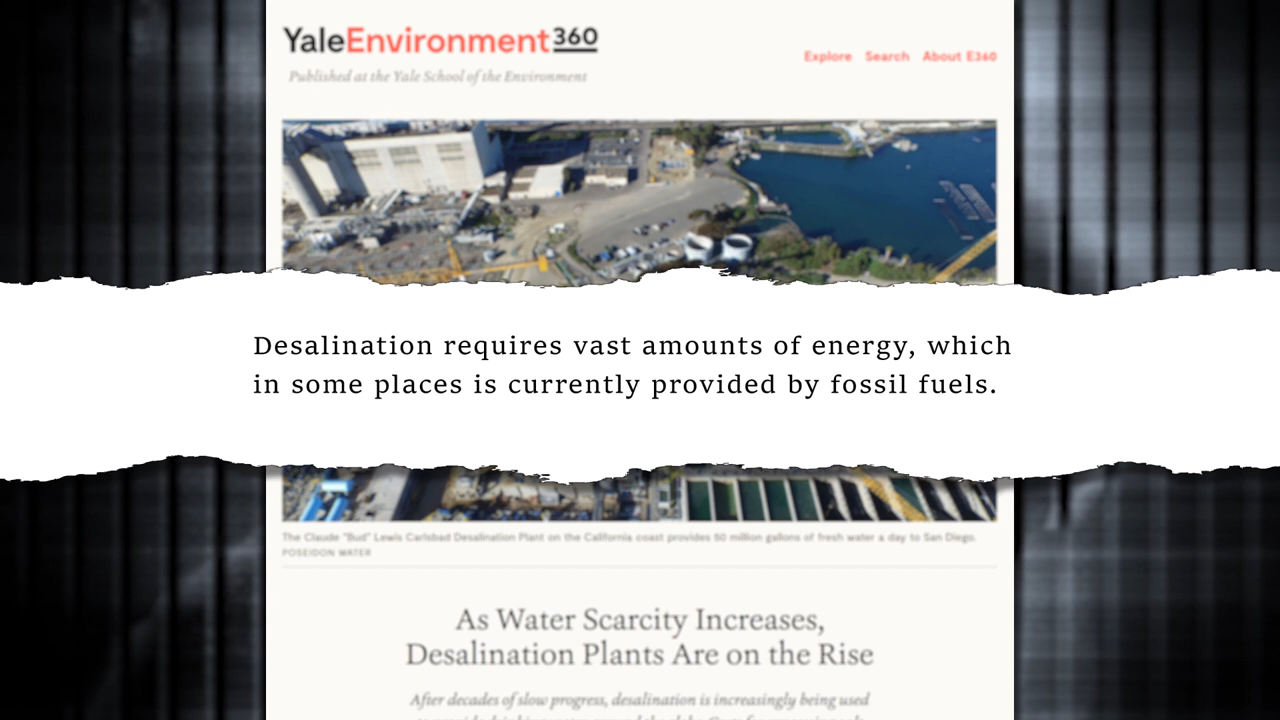 YaleEnvironment360
Published at the Yale School of the Environment
Explore Search About E360
Desalination requires vast amounts of energy, which
in some places is currently provided by fossil fuels.
The Claude "Bud" Lewis Carlsbad Desalination Plant on the California coast provides 50 million gallons of fresh water a day to San Diego.
POSEIDON WATER
As Water Scarcity Increases,
Desalination Plants Are on the Rise
After decades of slow progress, desalination is increasingly being used